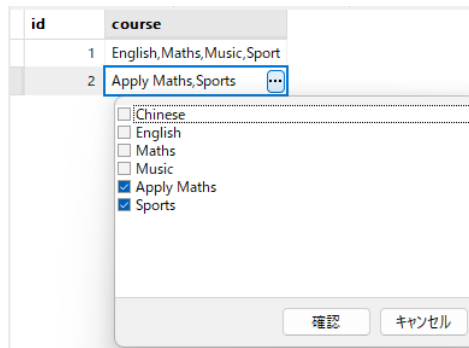 id course
1 English,Maths,Music,Sport
2 Apply Maths,Sports ...
Chinese
English
Maths
Music
Apply Maths
Sports
確認 キャンセル